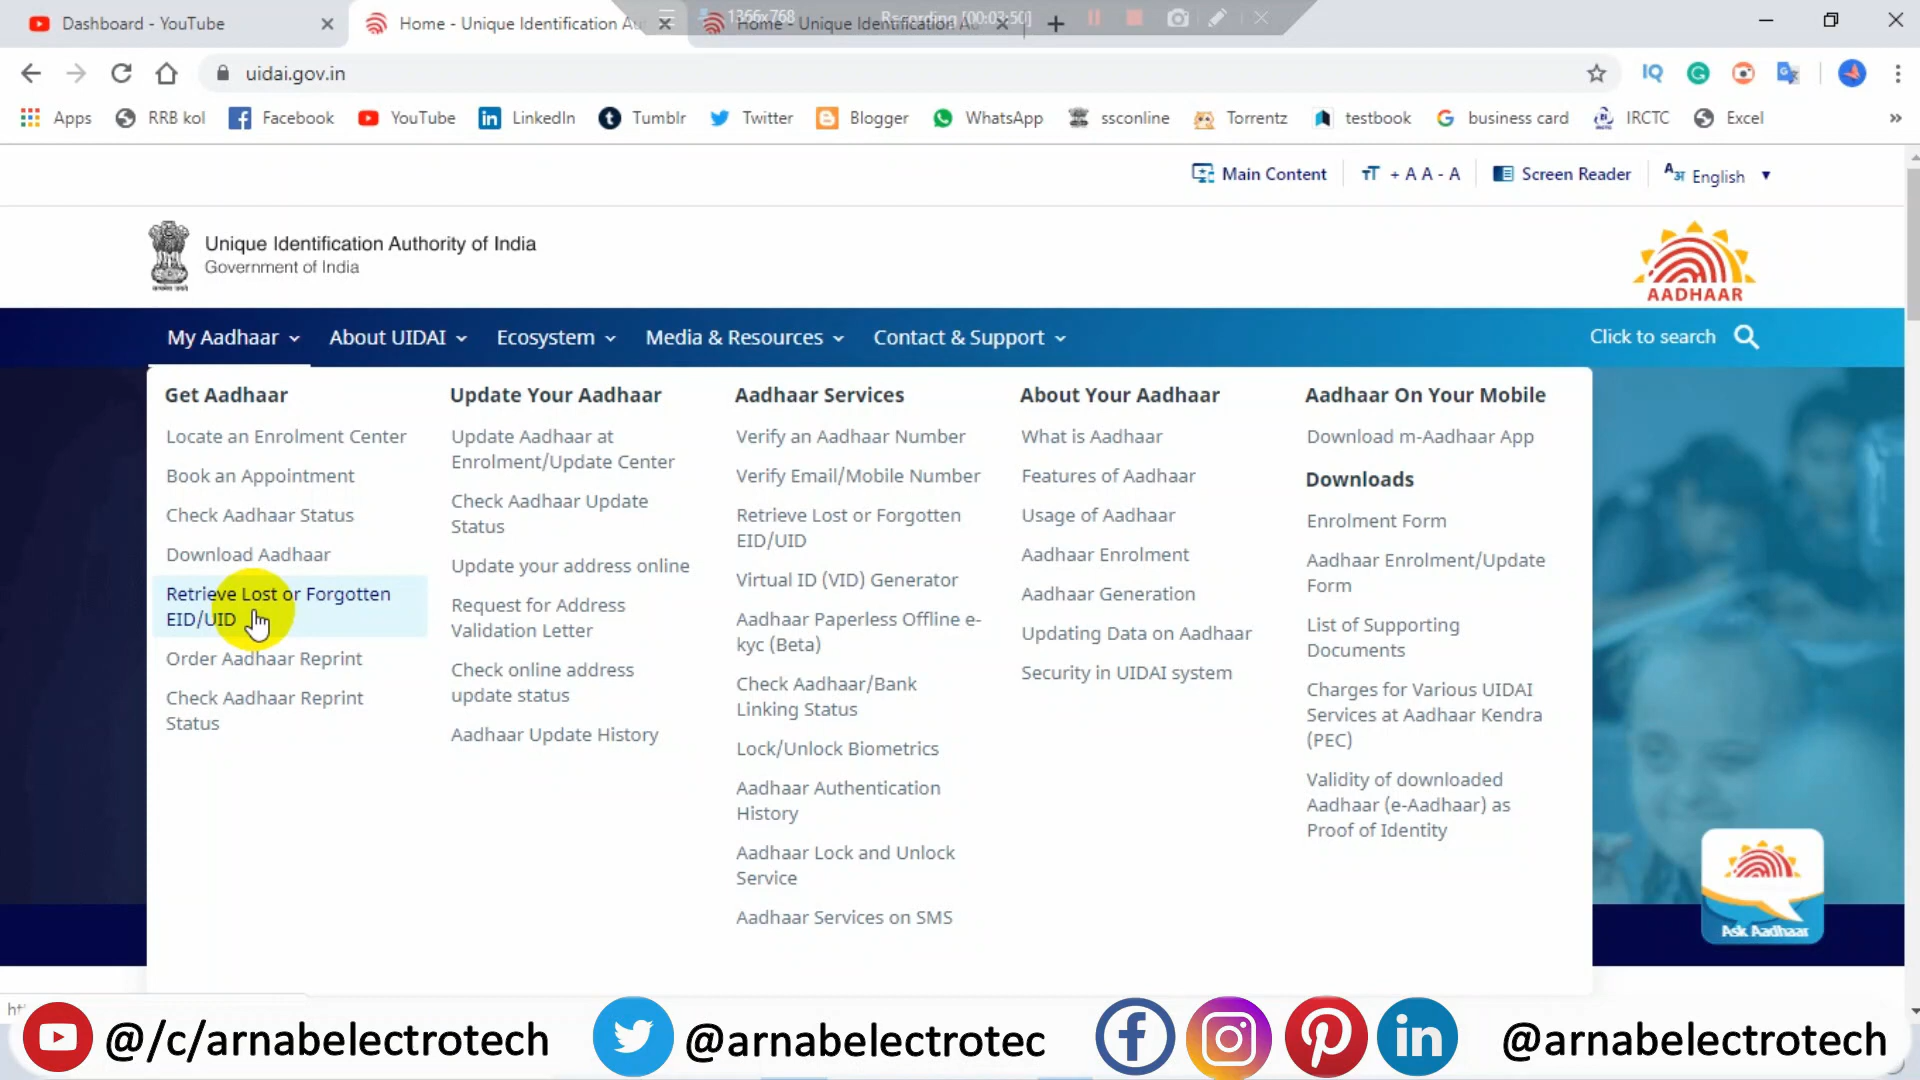 Dashboard - YouTube
Home - Unique Identification Au
1366x768
Recording [00:03:50]
Home - Unique Identification A
uidai.gov.in
Apps
RRB kol
Facebook
YouTube
LinkedIn
Tumblr
Twitter
Blogger
WhatsApp
ssconline
Torrentz
testbook
business card
IRCTC
Excel
»
Main Content
+ A A - A
Screen Reader
English
Unique Identification Authority of India
Government of India
AADHAAR
My Aadhaar
About UIDAI
Ecosystem
Media & Resources
Contact & Support
Click to search
Get Aadhaar
Locate an Enrolment Center
Book an Appointment
Check Aadhaar Status
Download Aadhaar
Retrieve Lost or Forgotten
EID/UID
Order Aadhaar Reprint
Check Aadhaar Reprint
Status
Update Your Aadhaar
Update Aadhaar at
Enrolment/Update Center
Check Aadhaar Update
Status
Update your address online
Request for Address
Validation Letter
Check online address
update status
Aadhaar Update History
Aadhaar Services
Verify an Aadhaar Number
Verify Email/Mobile Number
Retrieve Lost or Forgotten
EID/UID
Virtual ID (VID) Generator
Aadhaar Paperless Offline e-
kyc (Beta)
Check Aadhaar/Bank
Linking Status
Lock/Unlock Biometrics
Aadhaar Authentication
History
Aadhaar Lock and Unlock
Service
Aadhaar Services on SMS
About Your Aadhaar
What is Aadhaar
Features of Aadhaar
Usage of Aadhaar
Aadhaar Enrolment
Aadhaar Generation
Updating Data on Aadhaar
Security in UIDAI system
Aadhaar On Your Mobile
Download m-Aadhaar App
Downloads
Enrolment Form
Aadhaar Enrolment/Update
Form
List of Supporting
Documents
Charges for Various UIDAI
Services at Aadhaar Kendra
(PEC)
Validity of downloaded
Aadhaar (e-Aadhaar) as
Proof of Identity
Ask Aadhaar
@/c/arnabelectrotech
@arnabelectrotec
@arnabelectrotech